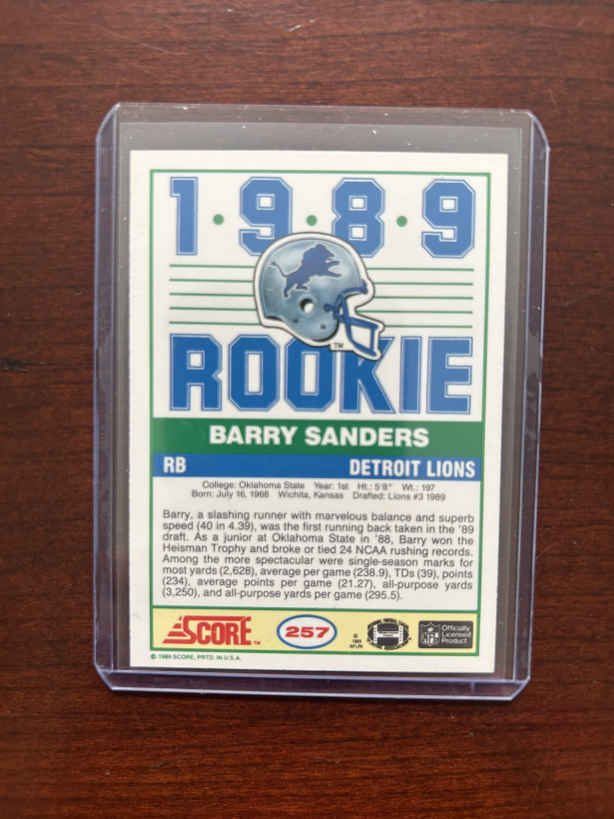 1·9·8·9
TM
ROOKIE
BARRY SANDERS
RB DETROIT LIONS
College: Oklahoma State Year: 1st Ht.: 5'8" Wt.: 197
Born: July 16, 1968 Wichita, Kansas Drafted: Lions #3 1989
Barry, a slashing runner with marvelous balance and superb
speed (40 in 4.39), was the first running back taken in the '89
draft. As a junior at Oklahoma State in '88, Barry won the
Heisman Trophy and broke or tied 24 NCAA rushing records.
Among the more spectacular were single-season marks for
most yards (2,628), average per game (238.9), TDs (39), points
(234), average points per game (21.27), all-purpose yards
(3,250), and all-purpose yards per game (295.5).
SCORE TM 257 © 1989 NFLPA NFL Officially
Licensed
Product
© 1989 SCORE, PRTD. IN U.S.A.